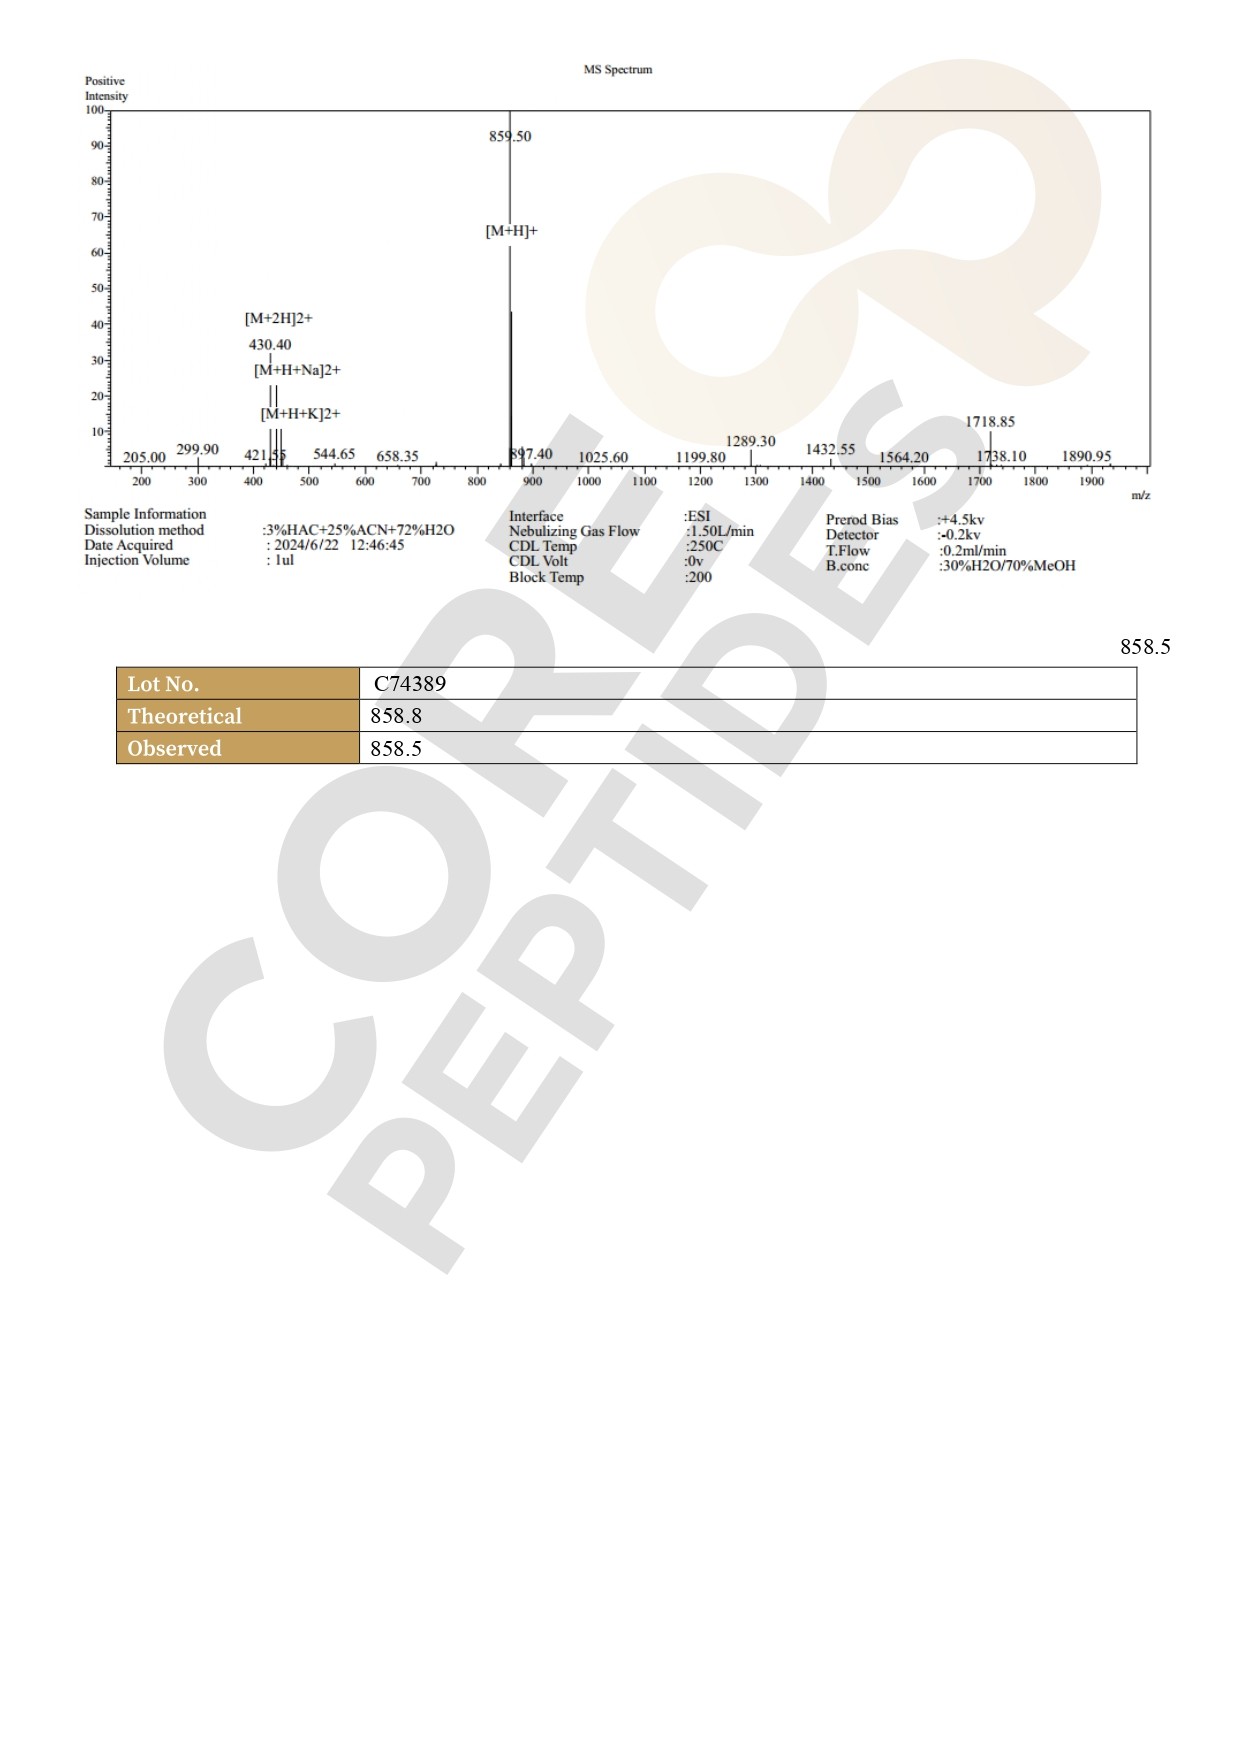 MS Spectrum
Positive
Intensity
100
90
80
70
60
50
40
30
20
10
859.50
[M+H]+
[M+2H]2+
430.40
[M+H+Na]2+
[M+H+K]2+
205.00 299.90 421.55 544.65 658.35 897.40 1025.60 1199.80 1289.30 1432.55 1564.20 1718.85 1738.10 1890.95
200 300 400 500 600 700 800 900 1000 1100 1200 1300 1400 1500 1600 1700 1800 1900
m/z
Sample Information
Dissolution method :3%HAC+25%ACN+72%H2O
Date Acquired : 2024/6/22 12:46:45
Injection Volume : 1ul
Interface :ESI
Nebulizing Gas Flow :1.50L/min
CDL Temp :250C
CDL Volt :0v
Block Temp :200
Prerod Bias :+4.5kv
Detector :-0.2kv
T.Flow :0.2ml/min
B.conc :30%H2O/70%MeOH
858.5
Lot No. C74389
Theoretical 858.8
Observed 858.5
CORE
PEPTIDES